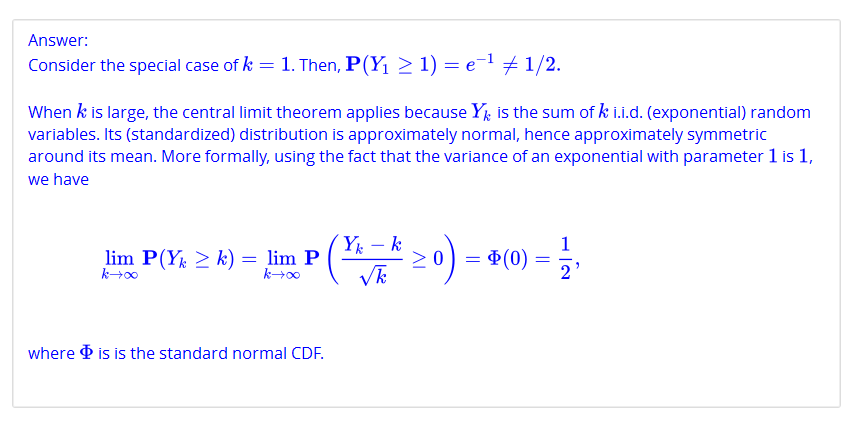 Answer:
Consider the special case of k = 1. Then, P(Y₁ ≥ 1) = e⁻¹ ≠ 1/2.
When k is large, the central limit theorem applies because Yₖ is the sum of k i.i.d. (exponential) random
variables. Its (standardized) distribution is approximately normal, hence approximately symmetric
around its mean. More formally, using the fact that the variance of an exponential with parameter 1 is 1,
we have
lim_{k→∞} P(Yₖ ≥ k) = lim_{k→∞} P((Yₖ − k)/√k ≥ 0) = Φ(0) = 1/2,
where Φ is is the standard normal CDF.